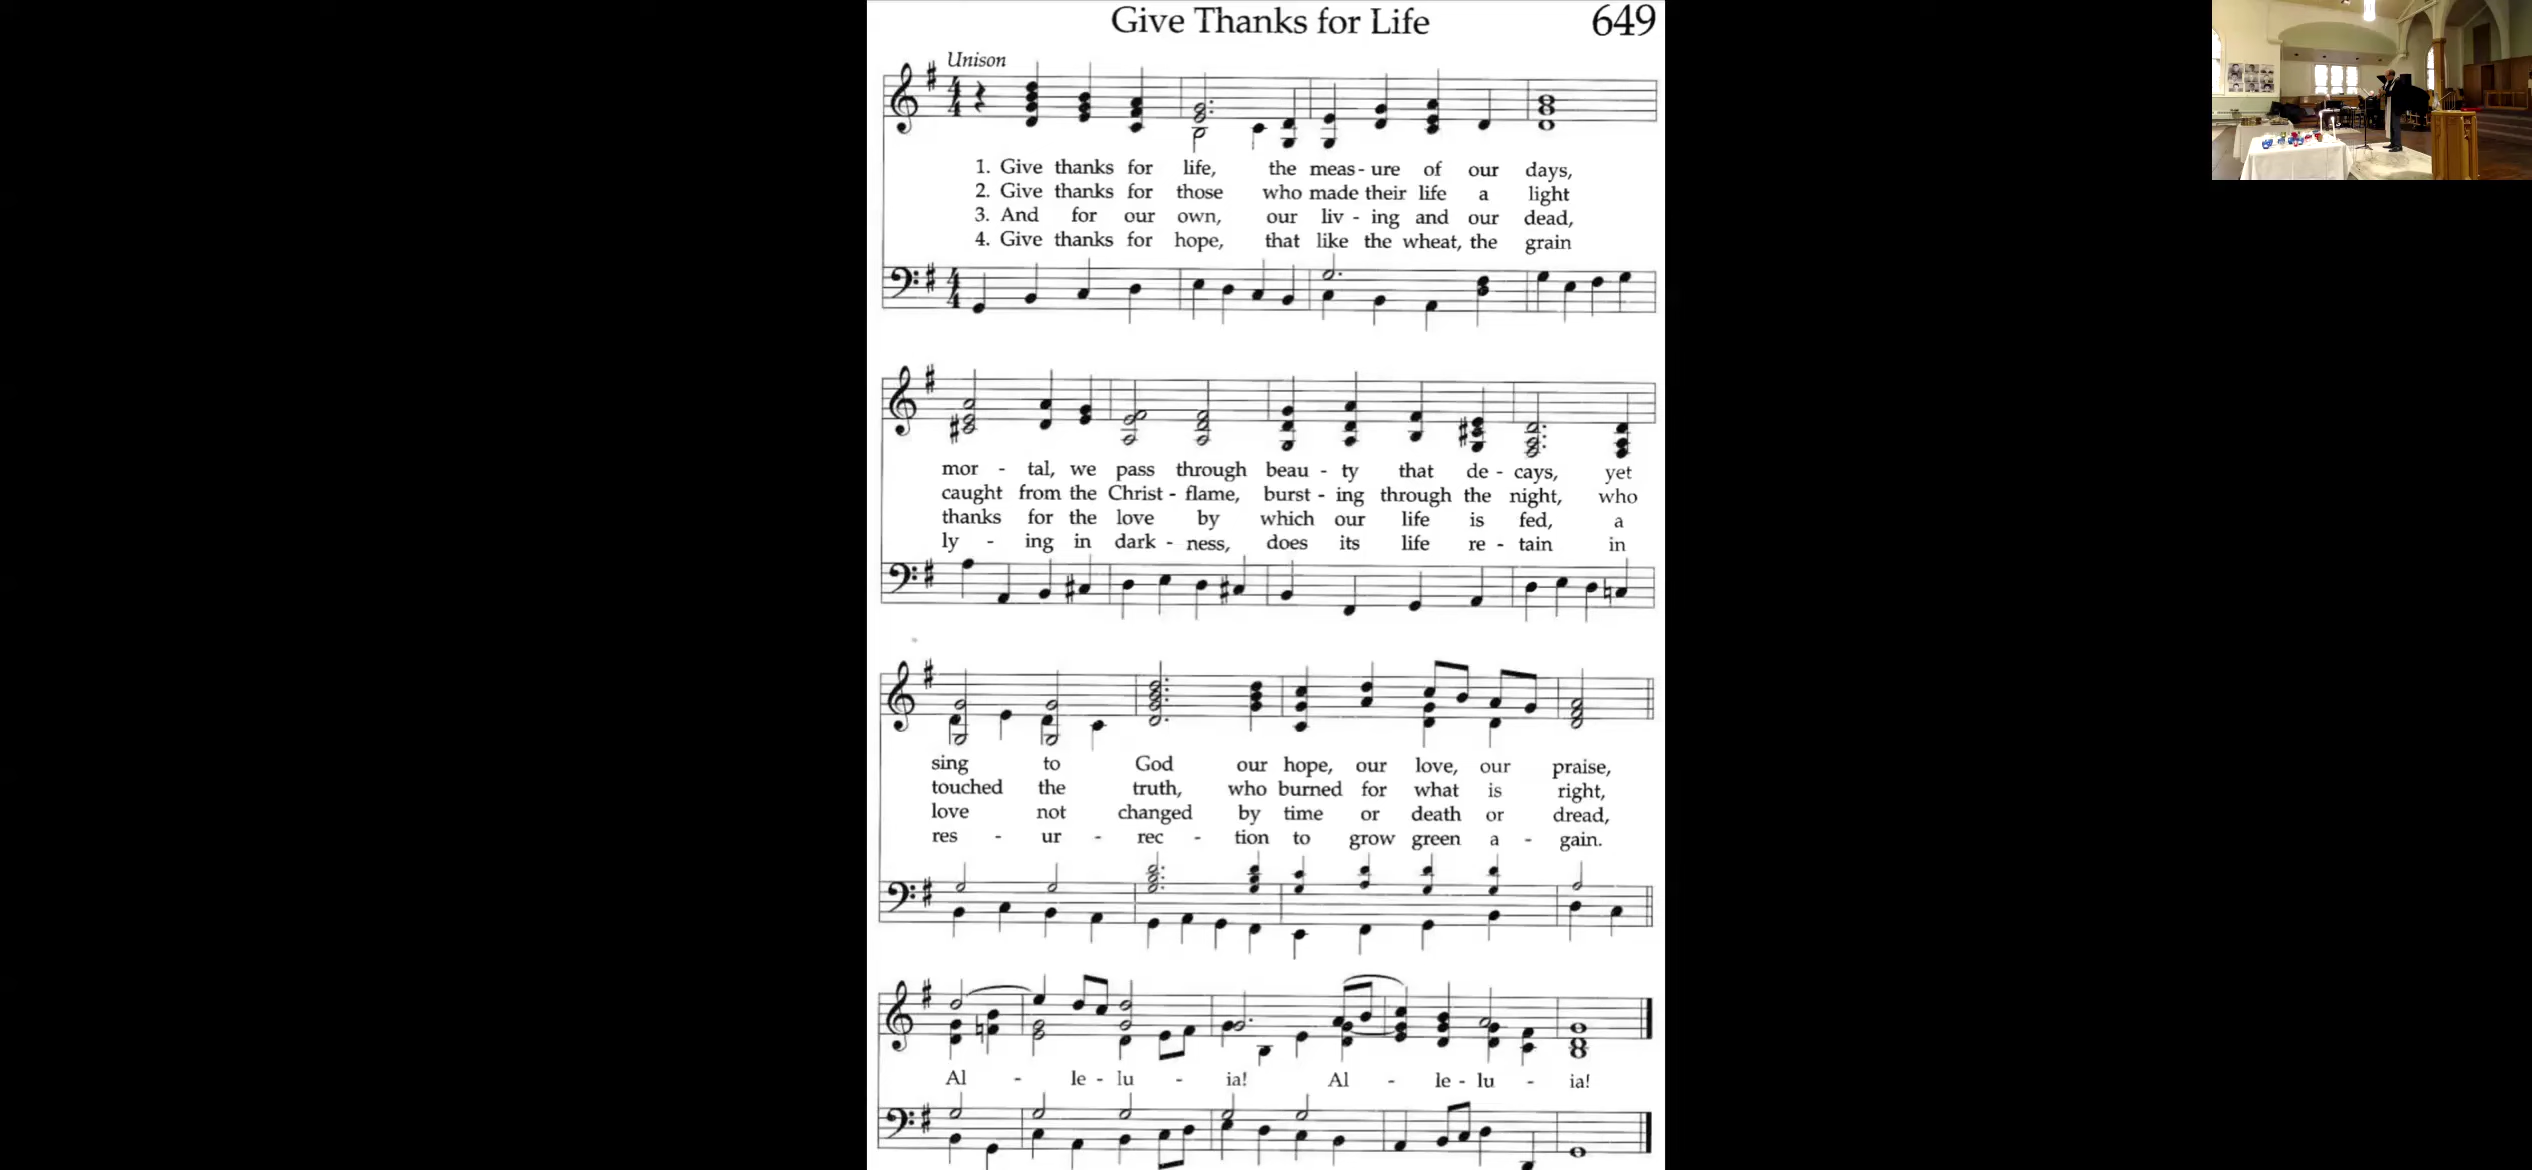 Give Thanks for Life 649
Unison
1. Give thanks for life, the meas - ure of our days,
2. Give thanks for those who made their life a light
3. And for our own, our liv - ing and our dead,
4. Give thanks for hope, that like the wheat, the grain
mor - tal, we pass through beau - ty that de - cays, yet
caught from the Christ - flame, burst - ing through the night, who
thanks for the love by which our life is fed, a
ly - ing in dark - ness, does its life re - tain in
sing to God our hope, our love, our praise,
touched the truth, who burned for what is right,
love not changed by time or death or dread,
res - ur - rec - tion to grow green a - gain.
Al - le - lu - ia! Al - le - lu - ia!